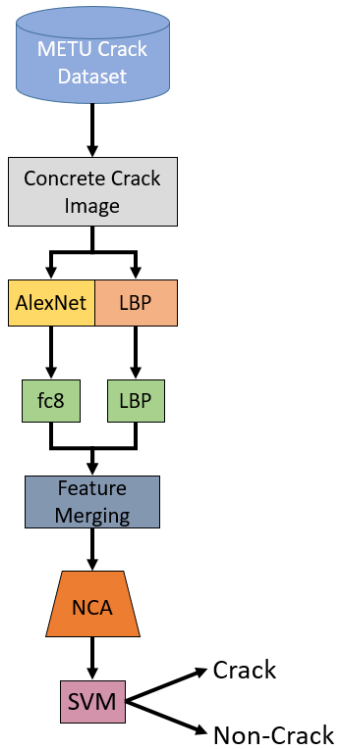 METU Crack
Dataset
Concrete Crack
Image
AlexNet
LBP
fc8
LBP
Feature
Merging
NCA
SVM
Crack
Non-Crack